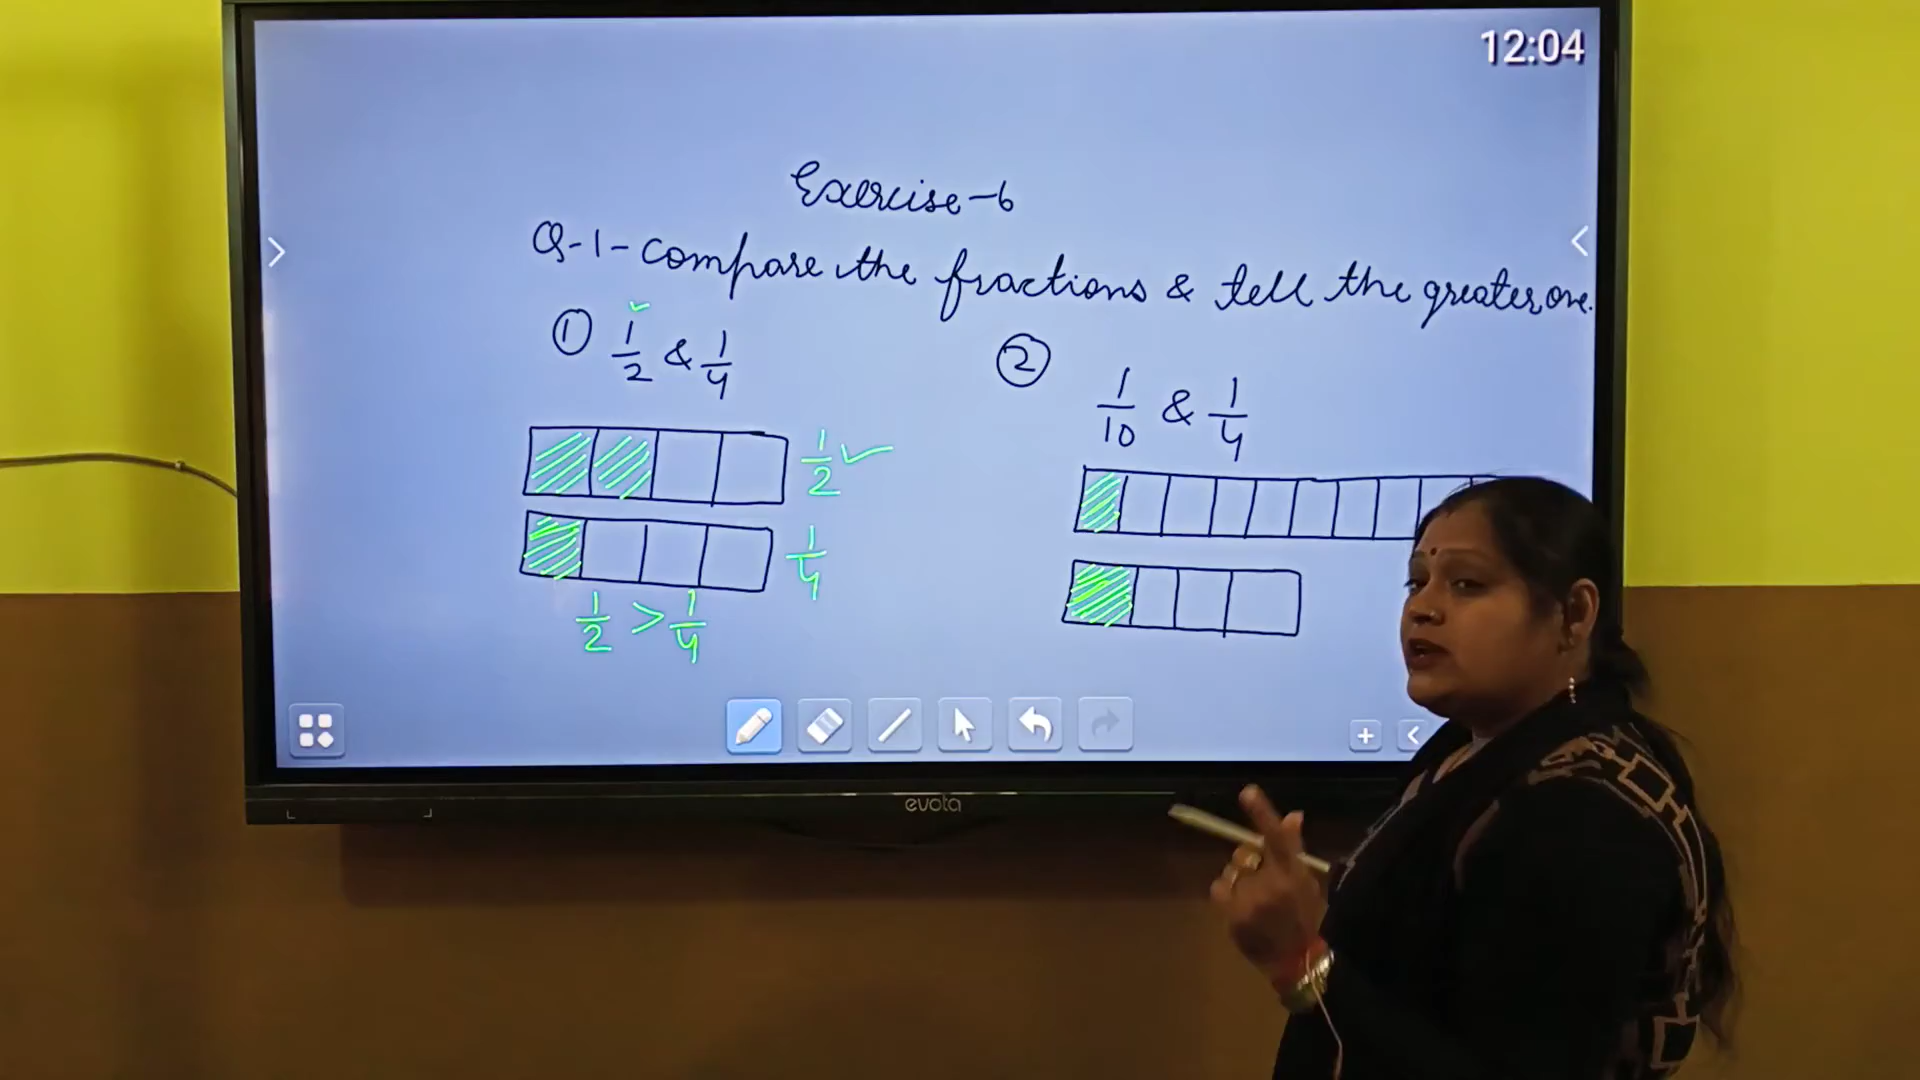 12:04
Exercise-6
Q-1-compare the fractions & tell the greater one.
① 1/2 & 1/4
② 1/10 & 1/4
1/2 ✓
1/4
1/2 > 1/4
evota